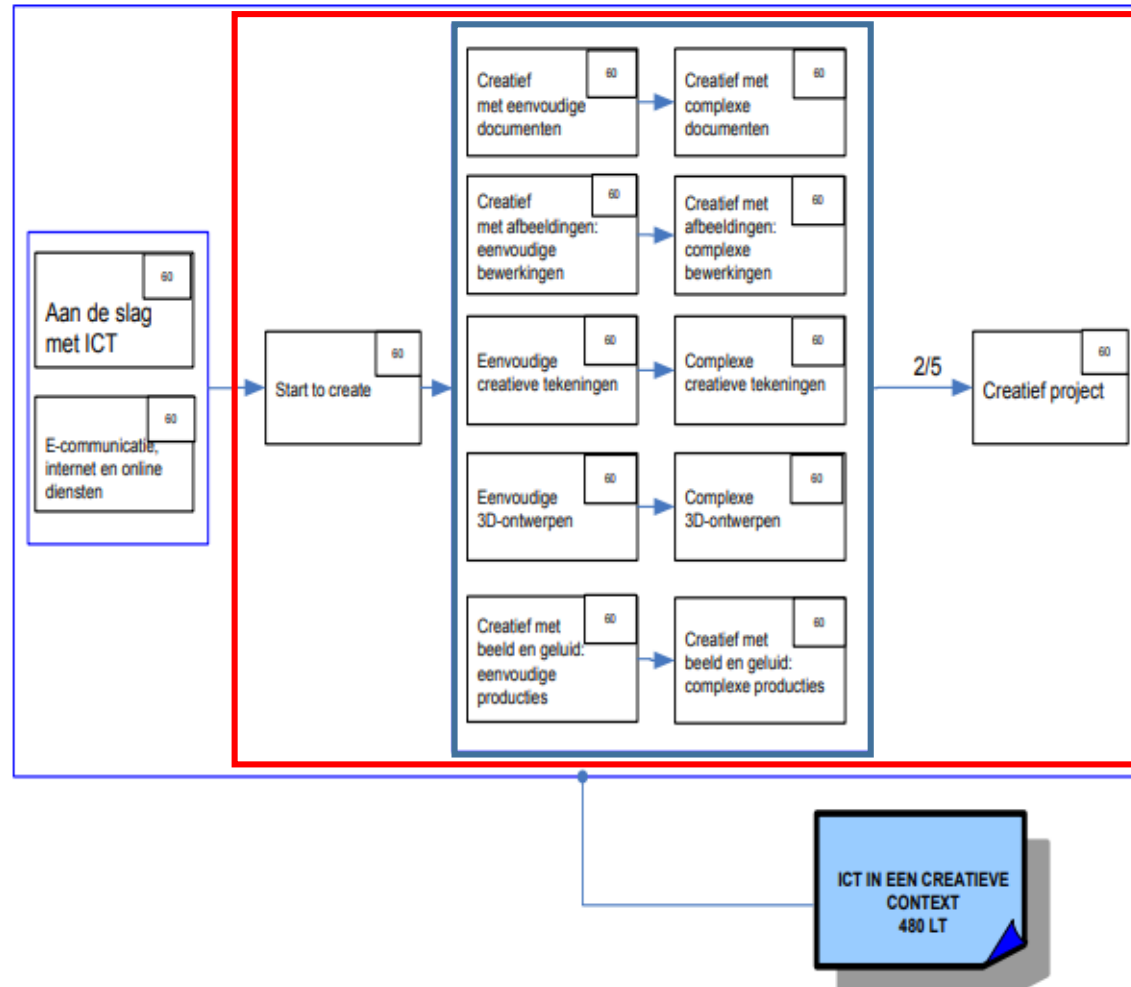 60
Aan de slag
met ICT
60
E-communicatie,
internet en online
diensten
60
Start to create
60
Creatief
met eenvoudige
documenten
60
Creatief met
complexe
documenten
60
Creatief
met afbeeldingen:
eenvoudige
bewerkingen
60
Creatief met
afbeeldingen:
complexe
bewerkingen
60
Eenvoudige
creatieve tekeningen
60
Complexe
creatieve tekeningen
60
Eenvoudige
3D-ontwerpen
60
Complexe
3D-ontwerpen
60
Creatief met
beeld en geluid:
eenvoudige
producties
60
Creatief met
beeld en geluid:
complexe producties
2/5
60
Creatief project
ICT IN EEN CREATIEVE
CONTEXT
480 LT